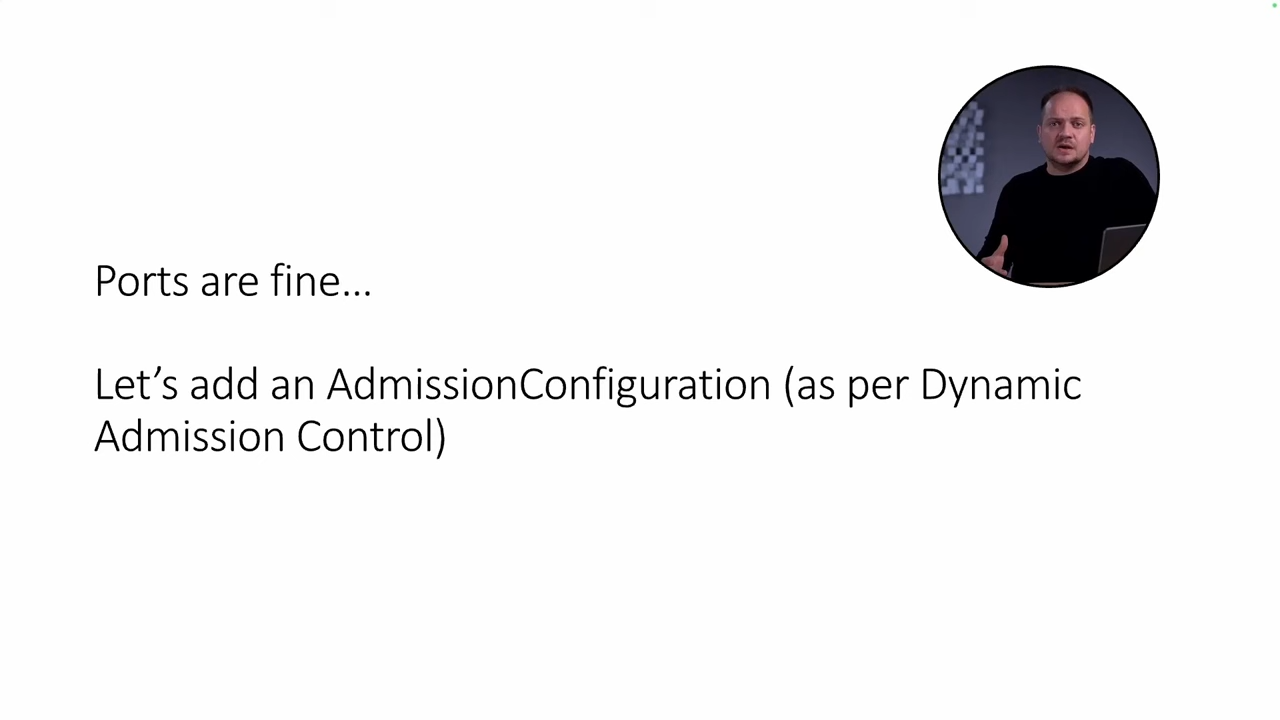 Ports are fine…
Let’s add an AdmissionConfiguration (as per Dynamic
Admission Control)